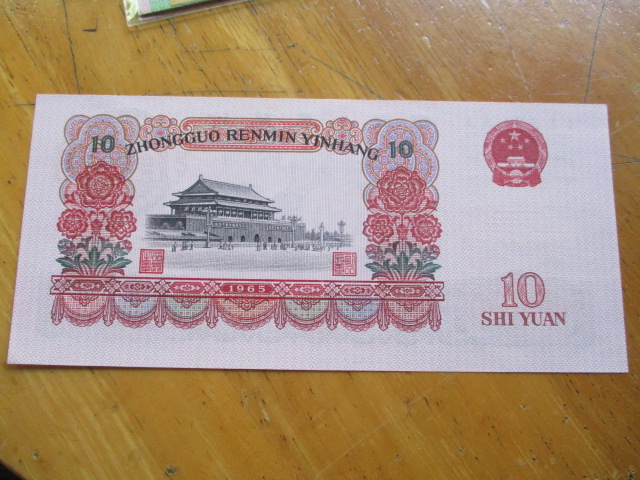 10 ZHONGGUO RENMIN YINHANG 10
1965
10
SHI YUAN